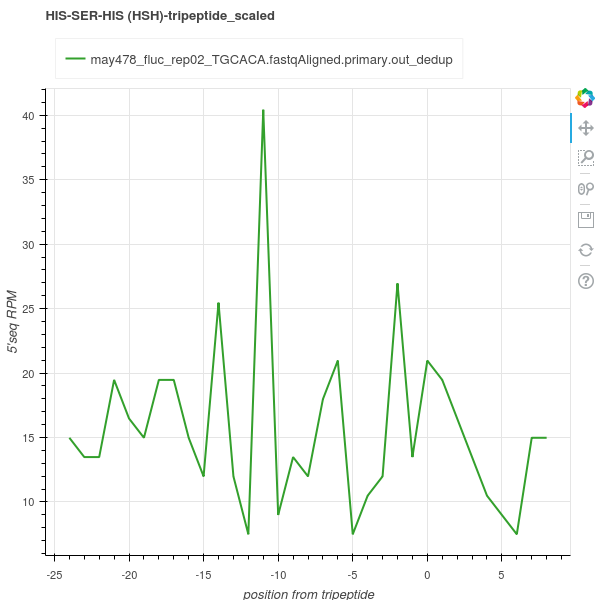 HIS-SER-HIS (HSH)-tripeptide_scaled
may478_fluc_rep02_TGCACA.fastqAligned.primary.out_dedup
40
35
30
25
20
15
10
5'seq RPM
-25 -20 -15 -10 -5 0 5
position from tripeptide